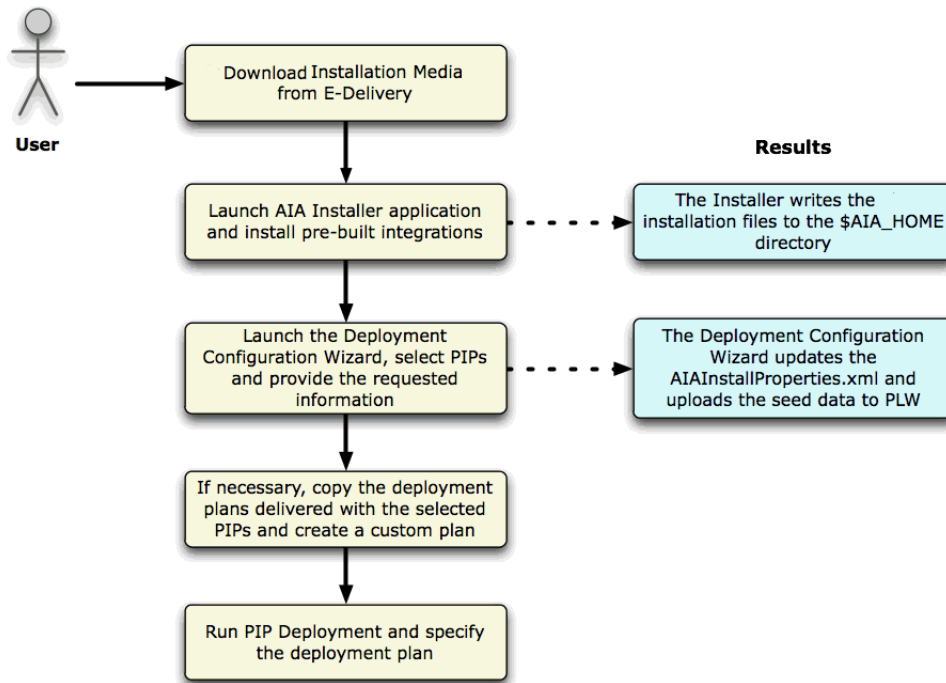 User
Download Installation Media
from E-Delivery
Launch AIA Installer application
and install pre-built integrations
Launch the Deployment
Configuration Wizard, select PIPs
and provide the requested
information
If necessary, copy the deployment
plans delivered with the selected
PIPs and create a custom plan
Run PIP Deployment and specify
the deployment plan
Results
The Installer writes the
installation files to the $AIA_HOME
directory
The Deployment Configuration
Wizard updates the
AIAInstallProperties.xml and
uploads the seed data to PLW